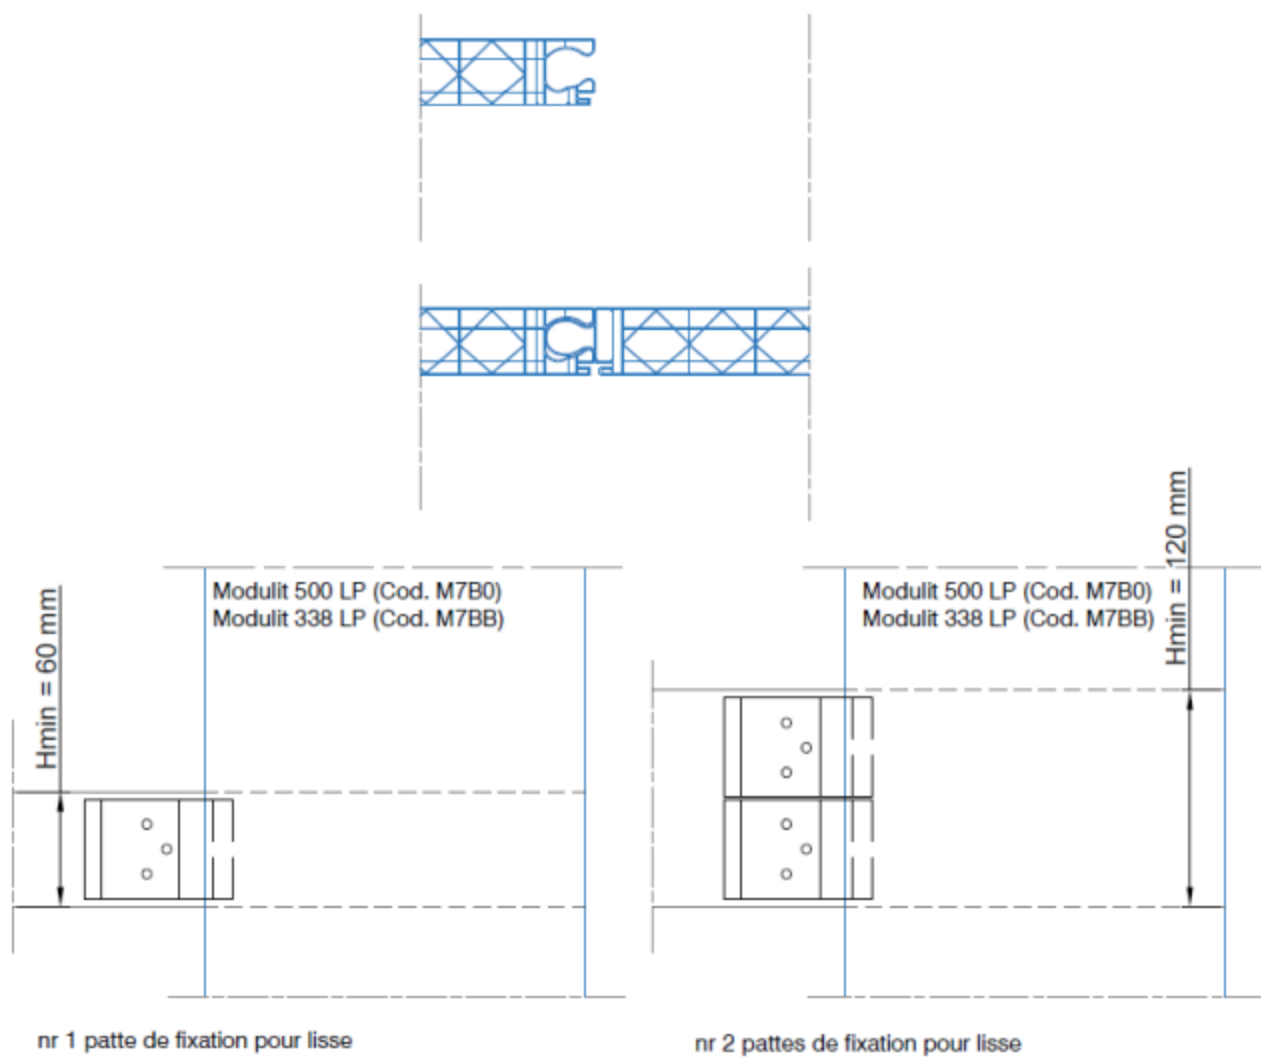 Hmin = 120 mm
Modulit 500 LP (Cod. M7B0)
Modulit 338 LP (Cod. M7BB)
Modulit 500 LP (Cod. M7B0)
Modulit 338 LP (Cod. M7BB)
Hmin = 60 mm
nr 1 patte de fixation pour lisse
nr 2 pattes de fixation pour lisse